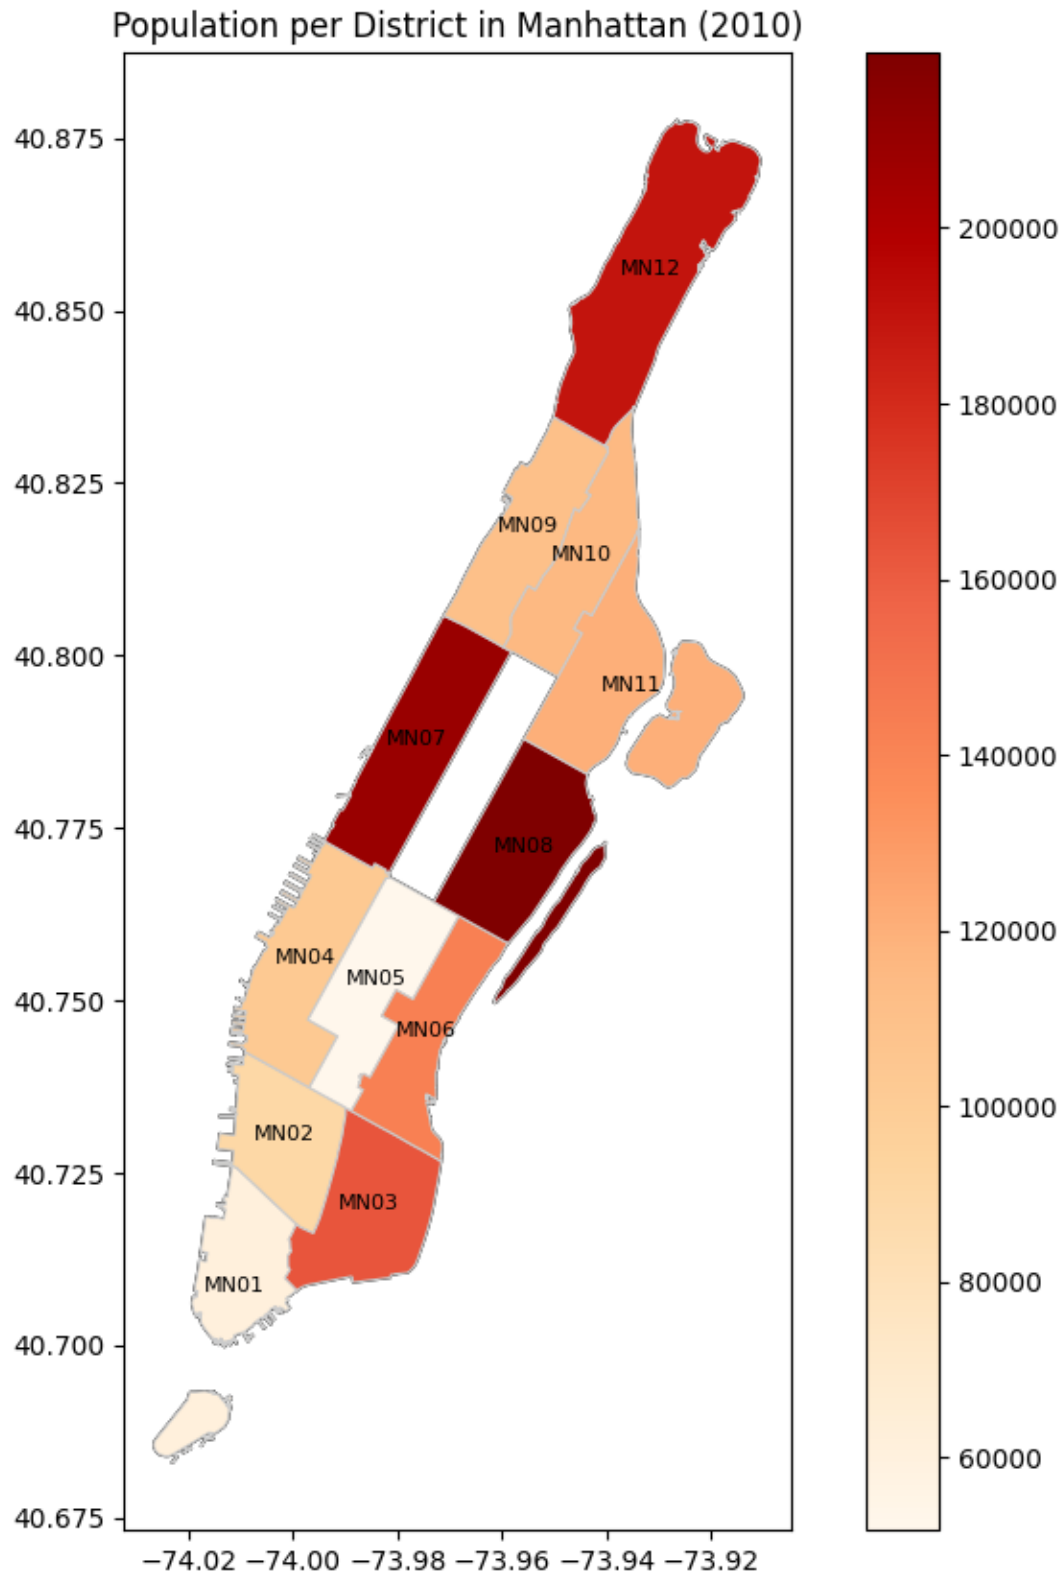 Population per District in Manhattan (2010)
40.875
40.850
40.825
40.800
40.775
40.750
40.725
40.700
40.675
MN12
MN09
MN10
MN11
MN07
MN08
MN04
MN05
MN06
MN02
MN03
MN01
200000
180000
160000
140000
120000
100000
80000
60000
−74.02 −74.00 −73.98 −73.96 −73.94 −73.92